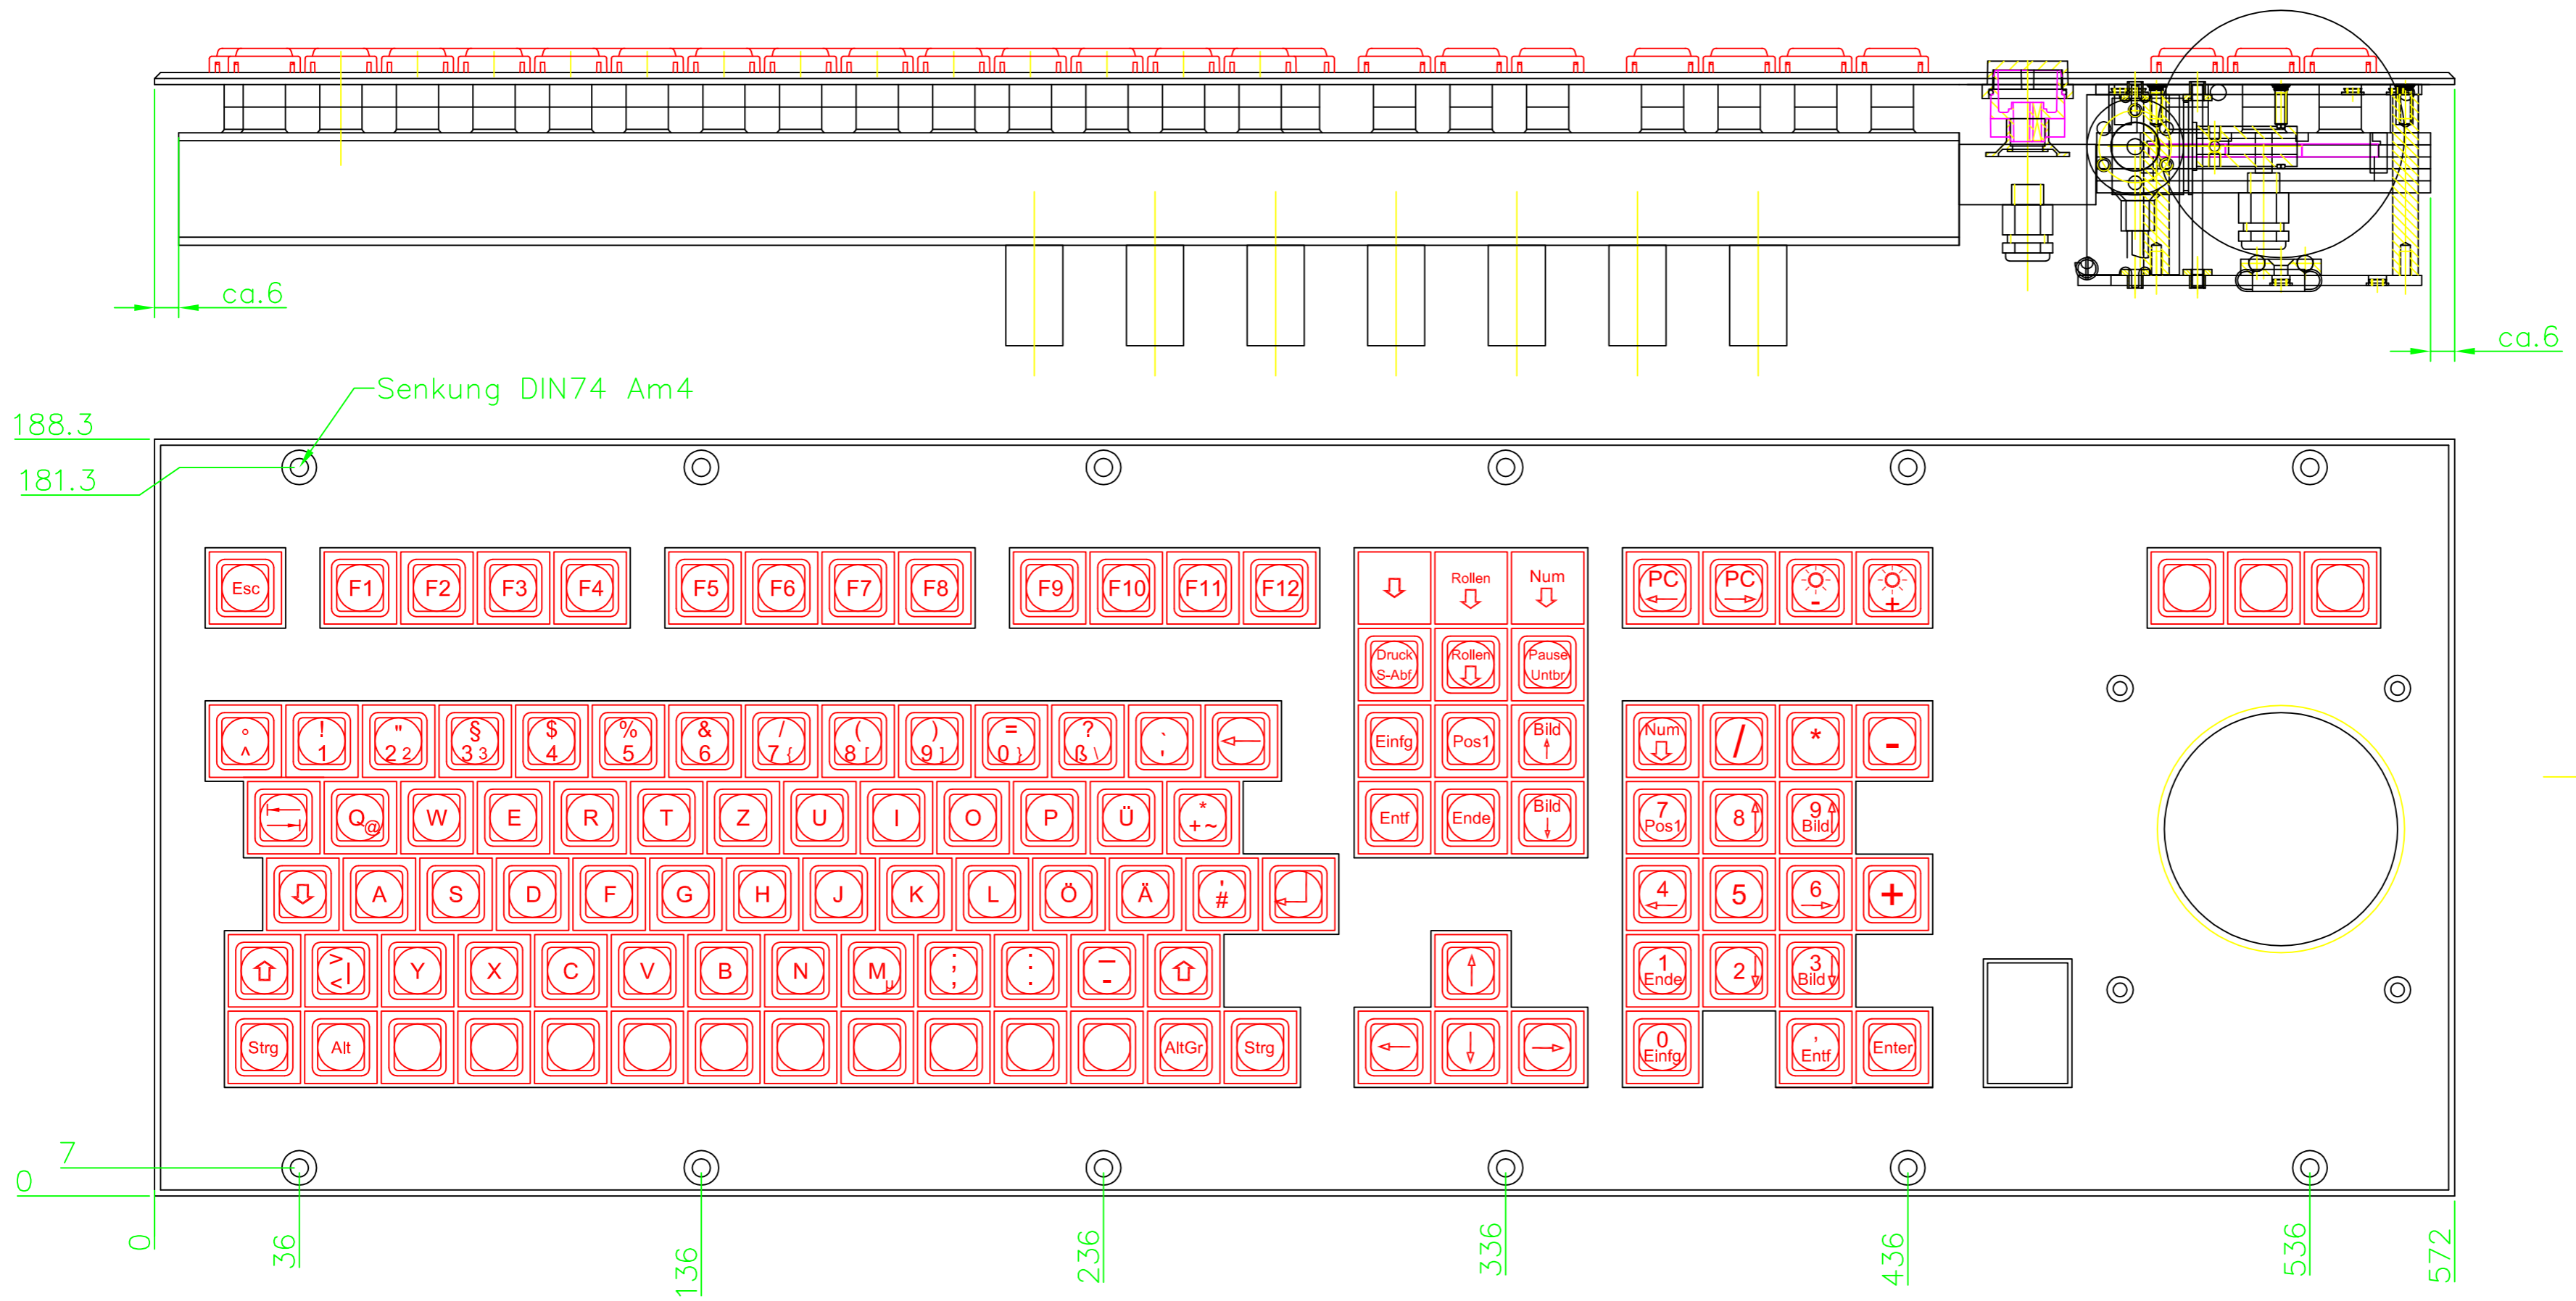 ca.6
ca.6
Senkung DIN74 Am4
188.3
181.3
Esc F1 F2 F3 F4 F5 F6 F7 F8 F9 F10 F11 F12 ⇩ Rollen ⇩ Num ⇩ PC ← PC → - +
Druck S-Abf Rollen ⇩ Pause Untbr
° ^ ! 1 " 2 2 § 3 3 $ 4 % 5 & 6 / 7 { ( 8 [ ) 9 ] = 0 } ? ß \ ` ' ← Einfg Pos1 Bild ↑ Num ⇩ / * -
Q @ W E R T Z U I O P Ü * + ~ Entf Ende Bild ↓ 7 Pos1 8 ↑ 9 Bild ↑
⇩ A S D F G H J K L Ö Ä ' # ↵ 4 ← 5 6 → +
⇧ > < | Y X C V B N M µ ; , : . — - ⇧ ↑ 1 Ende 2 ↓ 3 Bild ↓
Strg Alt AltGr Strg ← ↓ → 0 Einfg , Entf Enter
7
0
0 36 136 236 336 436 536 572